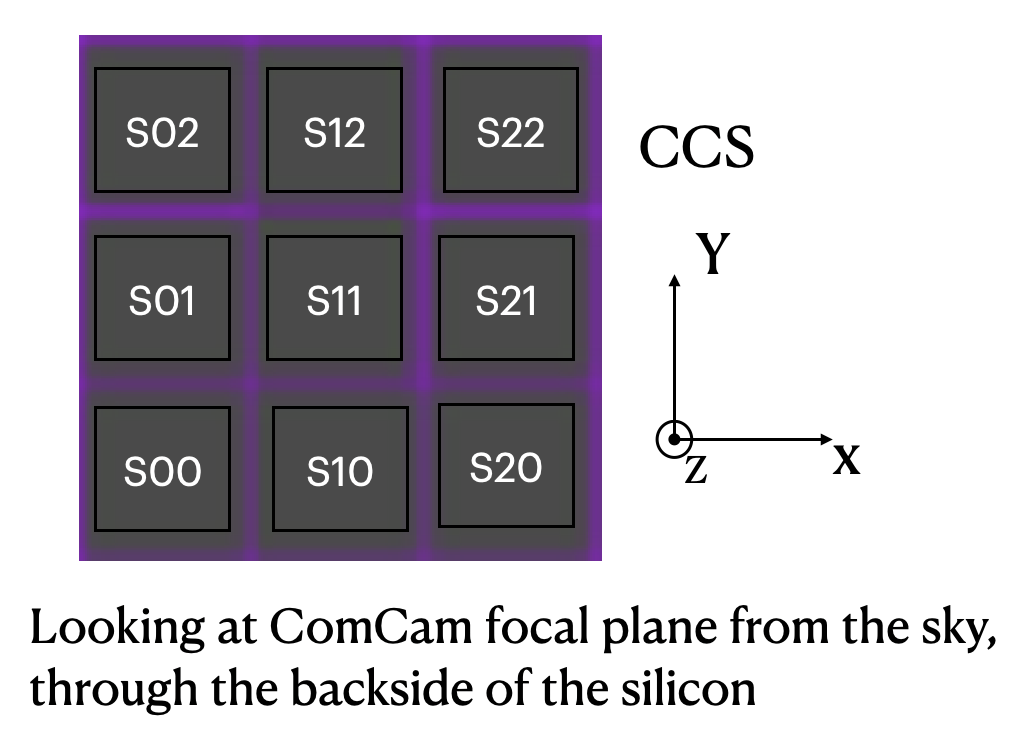 S02 S12 S22
CCS
Y
S01 S11 S21
S00 S10 S20
z x
Looking at ComCam focal plane from the sky,
through the backside of the silicon